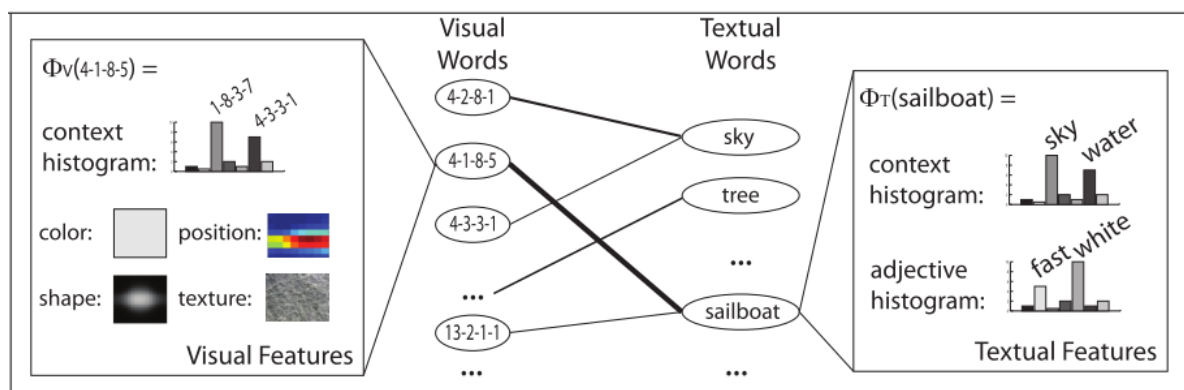 ΦV(4-1-8-5) =
context
histogram:
1-8-3-7
4-3-3-1
color:
position:
shape:
texture:
Visual Features
Visual
Words
4-2-8-1
4-1-8-5
4-3-3-1
...
13-2-1-1
...
Textual
Words
sky
tree
...
sailboat
...
ΦT(sailboat) =
context
histogram:
sky
water
adjective
histogram:
fast
white
Textual Features